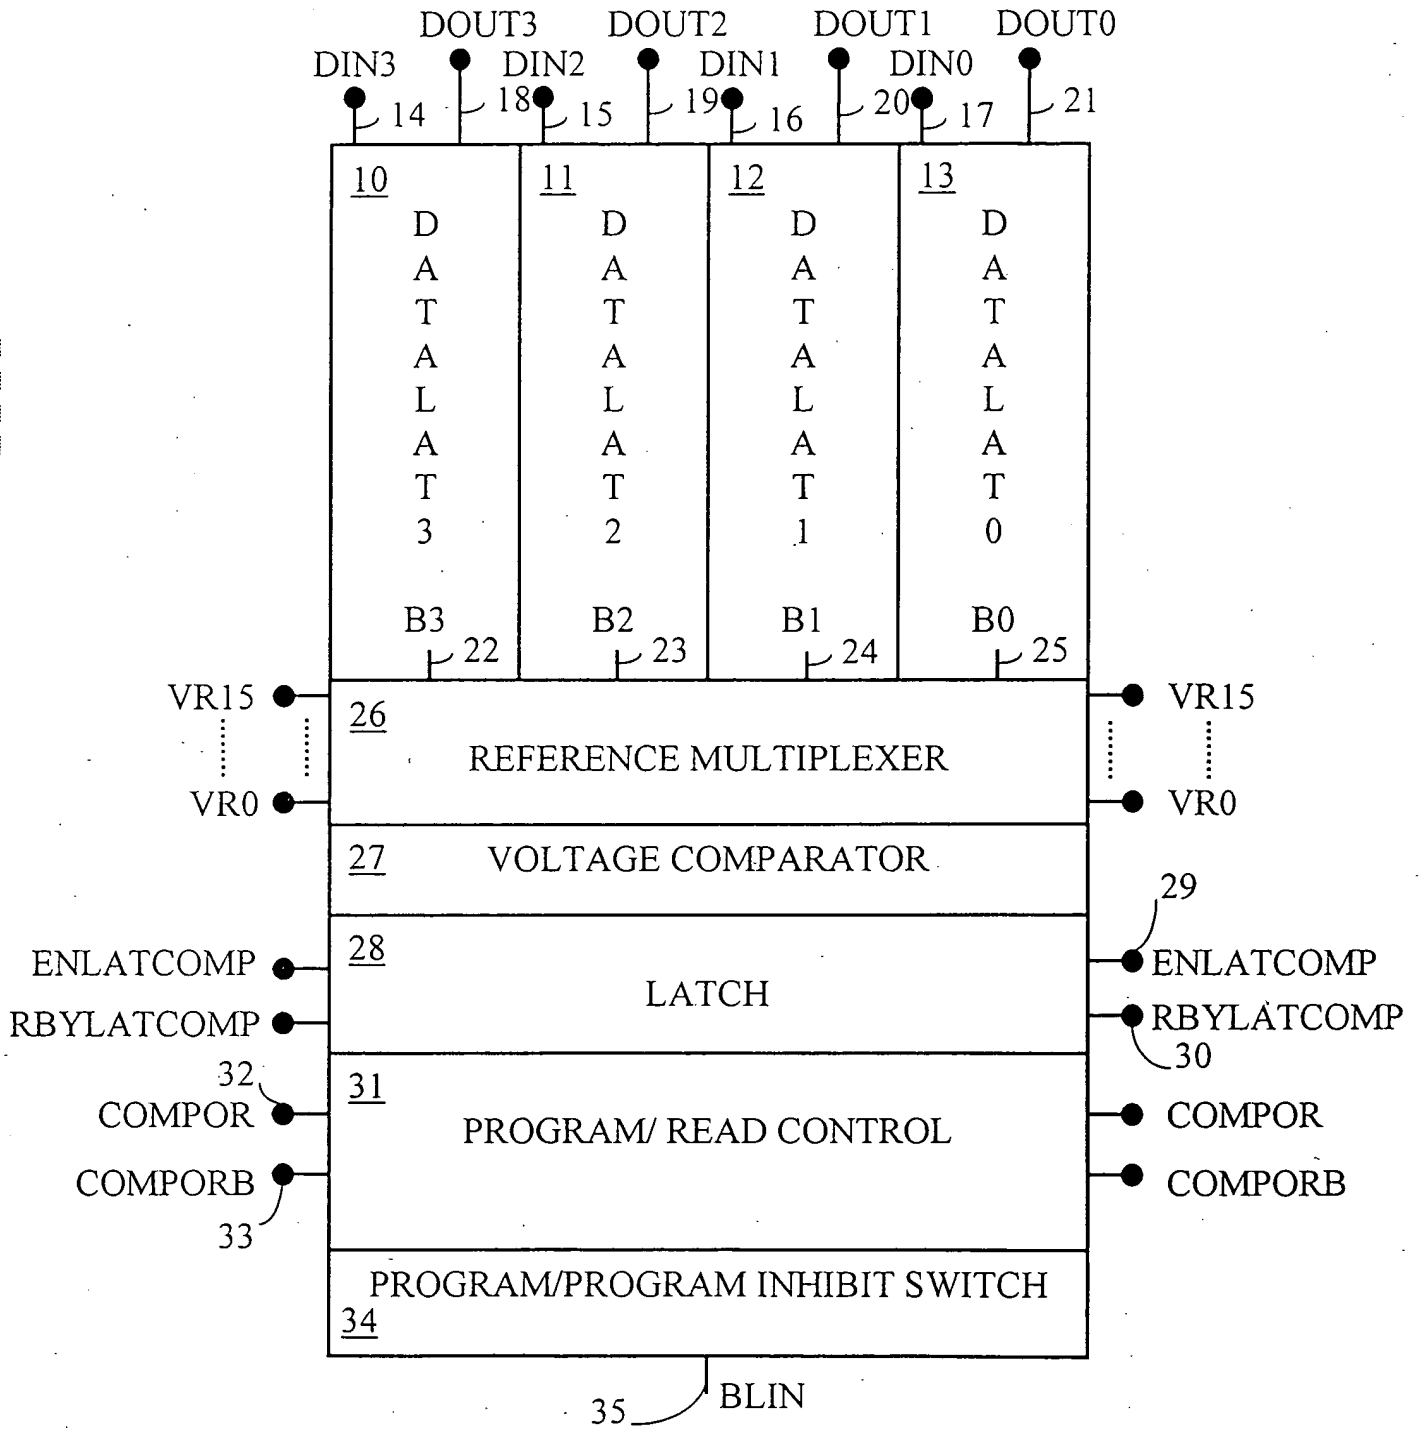 DOUT3 DOUT2 DOUT1 DOUT0
DIN3 DIN2 DIN1 DIN0
14 18 15 19 16 20 17 21
10 11 12 13
D D D D
A A A A
T T T T
A A A A
L L L L
A A A A
T T T T
3 2 1 0
B3 B2 B1 B0
22 23 24 25
VR15 26 VR15
REFERENCE MULTIPLEXER
VR0 VR0
27 VOLTAGE COMPARATOR
29
ENLATCOMP 28 ENLATCOMP
LATCH
RBYLATCOMP RBYLATCOMP
30
32 31
COMPOR PROGRAM/ READ CONTROL COMPOR
COMPORB COMPORB
33
PROGRAM/PROGRAM INHIBIT SWITCH
34
35 BLIN